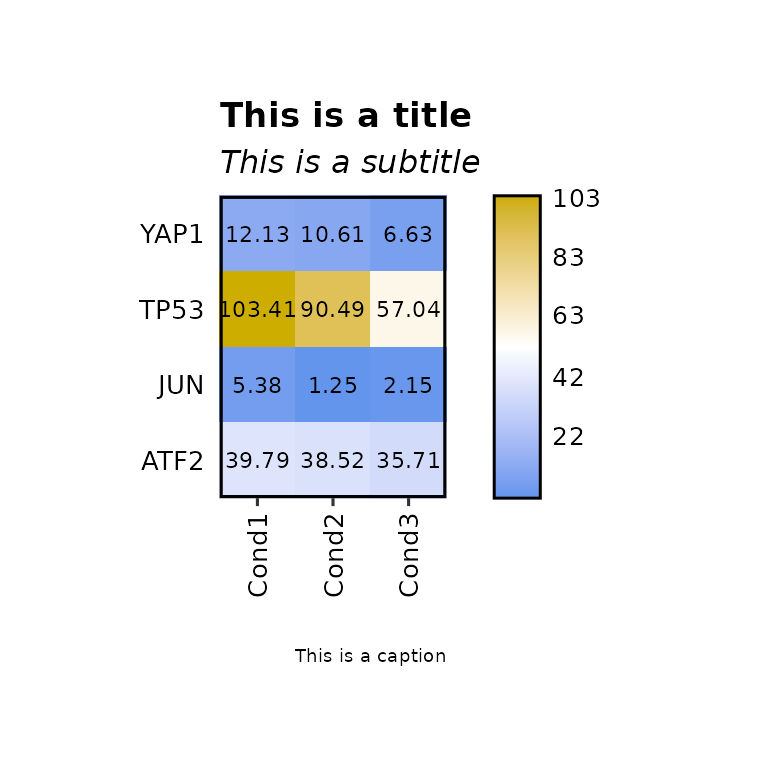 This is a title
This is a subtitle
YAP1 12.13 10.61 6.63
TP53 103.41 90.49 57.04
JUN 5.38 1.25 2.15
ATF2 39.79 38.52 35.71
Cond1 Cond2 Cond3
103
83
63
42
22
This is a caption